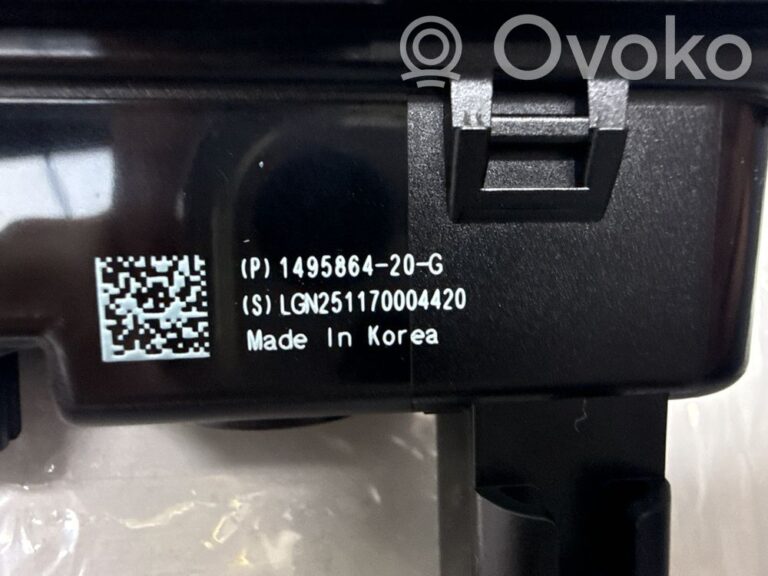 Ovoko
(P) 1495864-20-G
(S) LGN251170004420
Made In Korea